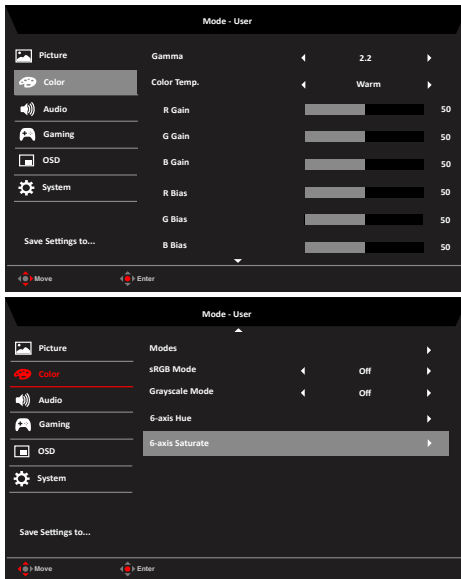 Mode - User
Picture Gamma 2.2
Color Color Temp. Warm
Audio R Gain 50
Gaming G Gain 50
OSD B Gain 50
System R Bias 50
G Bias 50
Save Settings to... B Bias 50
Move Enter
Mode - User
Picture Modes
Color sRGB Mode Off
Audio Grayscale Mode Off
Gaming 6-axis Hue
OSD 6-axis Saturate
System
Save Settings to...
Move Enter